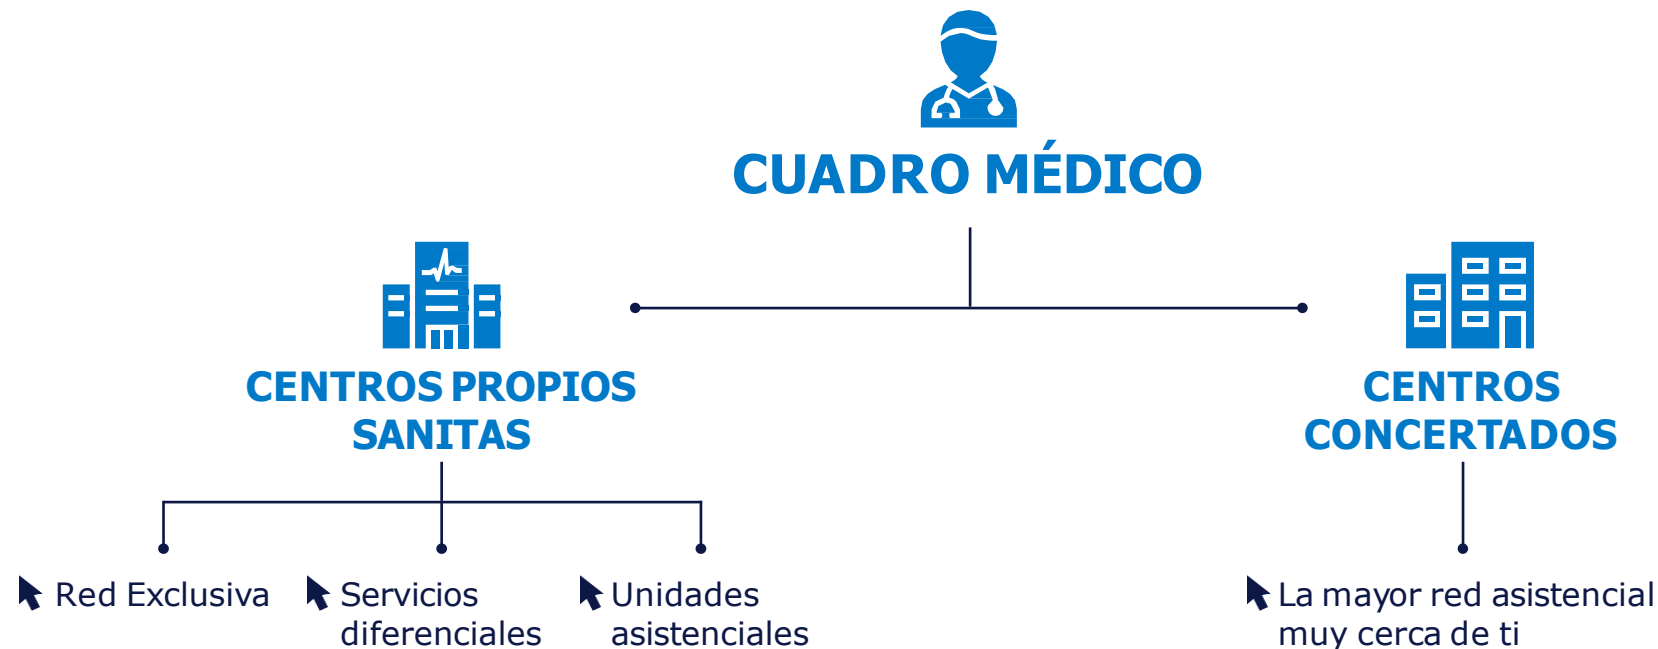 CUADRO MÉDICO
CENTROS PROPIOS
SANITAS
CENTROS
CONCERTADOS
Red Exclusiva
Servicios
diferenciales
Unidades
asistenciales
La mayor red asistencial
muy cerca de ti